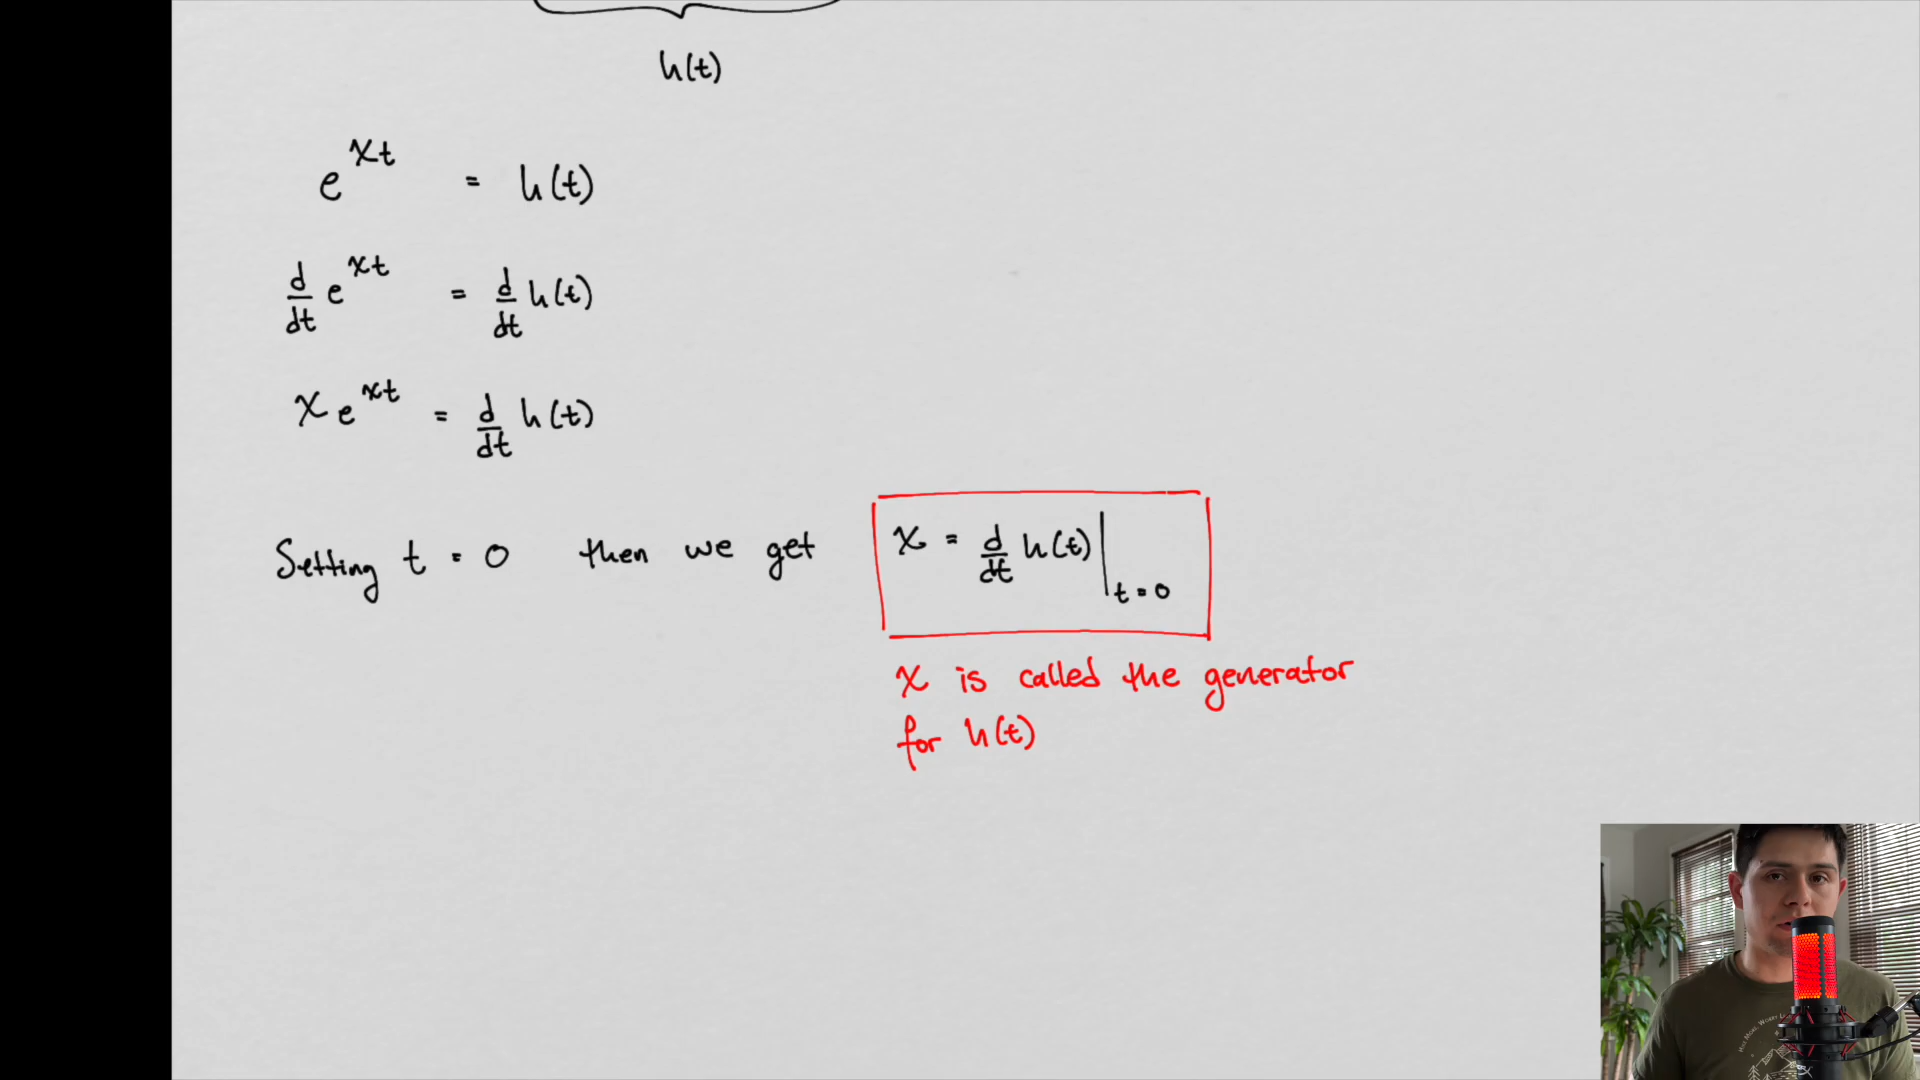 h(t)
e^{Xt} = h(t)
d/dt e^{Xt} = d/dt h(t)
X e^{Xt} = d/dt h(t)
Setting t = 0 then we get X = d/dt h(t) |_{t=0}
X is called the generator
for h(t)